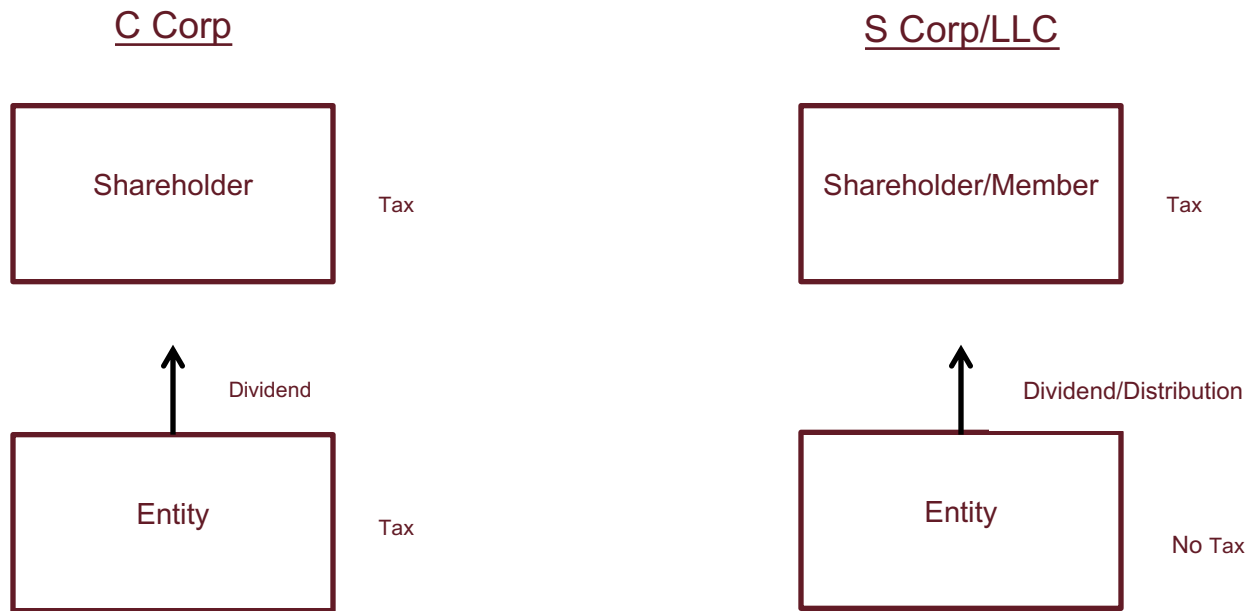 C Corp
S Corp/LLC
Shareholder
Tax
Shareholder/Member
Tax
Dividend
Dividend/Distribution
Entity
Tax
Entity
No Tax